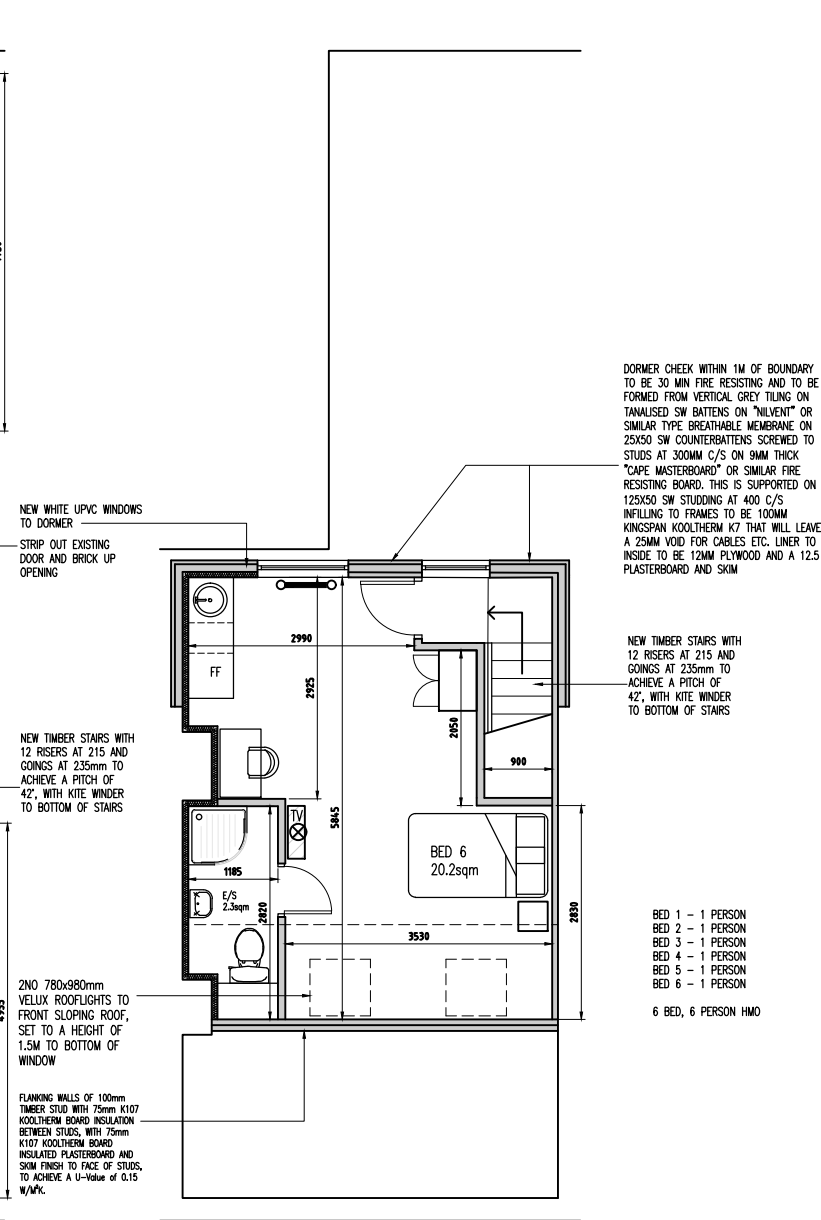 DORMER CHEEK WITHIN 1M OF BOUNDARY
TO BE 30 MIN FIRE RESISTING AND TO BE
FORMED FROM VERTICAL GREY TILING ON
TANALISED SW BATTENS ON "NILVENT" OR
SIMILAR TYPE BREATHABLE MEMBRANE ON
25X50 SW COUNTERBATTENS SCREWED TO
STUDS AT 300MM C/S ON 9MM THICK
"CAPE MASTERBOARD" OR SIMILAR FIRE
RESISTING BOARD. THIS IS SUPPORTED ON
125X50 SW STUDDING AT 400 C/S
INFILLING TO FRAMES TO BE 100MM
KINGSPAN KOOLTHERM K7 THAT WILL LEAVE
A 25MM VOID FOR CABLES ETC. LINER TO
INSIDE TO BE 12MM PLYWOOD AND A 12.5
PLASTERBOARD AND SKIM
NEW WHITE UPVC WINDOWS
TO DORMER
STRIP OUT EXISTING
DOOR AND BRICK UP
OPENING
2990
FF
2925
2050
900
NEW TIMBER STAIRS WITH
12 RISERS AT 215 AND
GOINGS AT 235mm TO
ACHIEVE A PITCH OF
42°, WITH KITE WINDER
TO BOTTOM OF STAIRS
NEW TIMBER STAIRS WITH
12 RISERS AT 215 AND
GOINGS AT 235mm TO
ACHIEVE A PITCH OF
42°, WITH KITE WINDER
TO BOTTOM OF STAIRS
TV
5845
BED 6
20.2sqm
1185
E/S
2.3sqm
2820
3530
2830
BED 1 - 1 PERSON
BED 2 - 1 PERSON
BED 3 - 1 PERSON
BED 4 - 1 PERSON
BED 5 - 1 PERSON
BED 6 - 1 PERSON
6 BED, 6 PERSON HMO
2NO 780x980mm
VELUX ROOFLIGHTS TO
FRONT SLOPING ROOF,
SET TO A HEIGHT OF
1.5M TO BOTTOM OF
WINDOW
4955
FLANKING WALLS OF 100mm
TIMBER STUD WITH 75mm K107
KOOLTHERM BOARD INSULATION
BETWEEN STUDS, WITH 75mm
K107 KOOLTHERM BOARD
INSULATED PLASTERBOARD AND
SKIM FINISH TO FACE OF STUDS,
TO ACHIEVE A U-Value of 0.15
W/M²K.